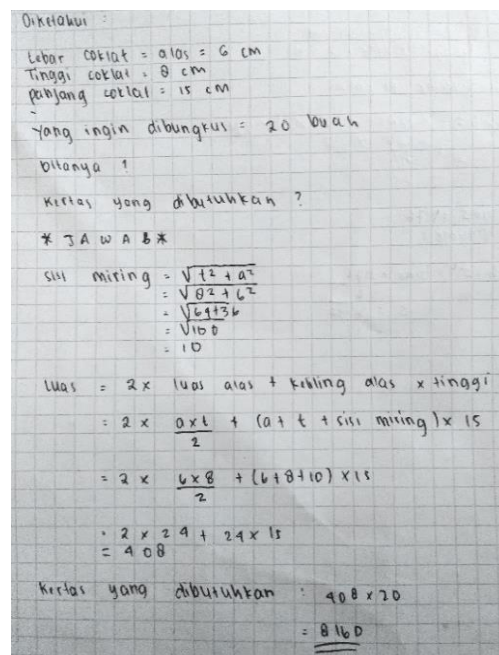 Diketahui :
Lebar coklat = alas = 6 cm
Tinggi coklat = 8 cm
panjang coklat = 15 cm
Yang ingin dibungkus = 20 buah
Ditanya ?
Kertas yang dibutuhkan ?
* JAWAB *
sisi miring = √t² + a²
= √8² + 6²
= √64+36
= √100
= 10
Luas = 2 x luas alas + keliling alas x tinggi
= 2 x a x t / 2 + (a + t + sisi miring) x 15
= 2 x 6 x 8 / 2 + (6+8+10) x 15
= 2 x 24 + 24 x 15
= 408
Kertas yang dibutuhkan : 408 x 20
= 8160